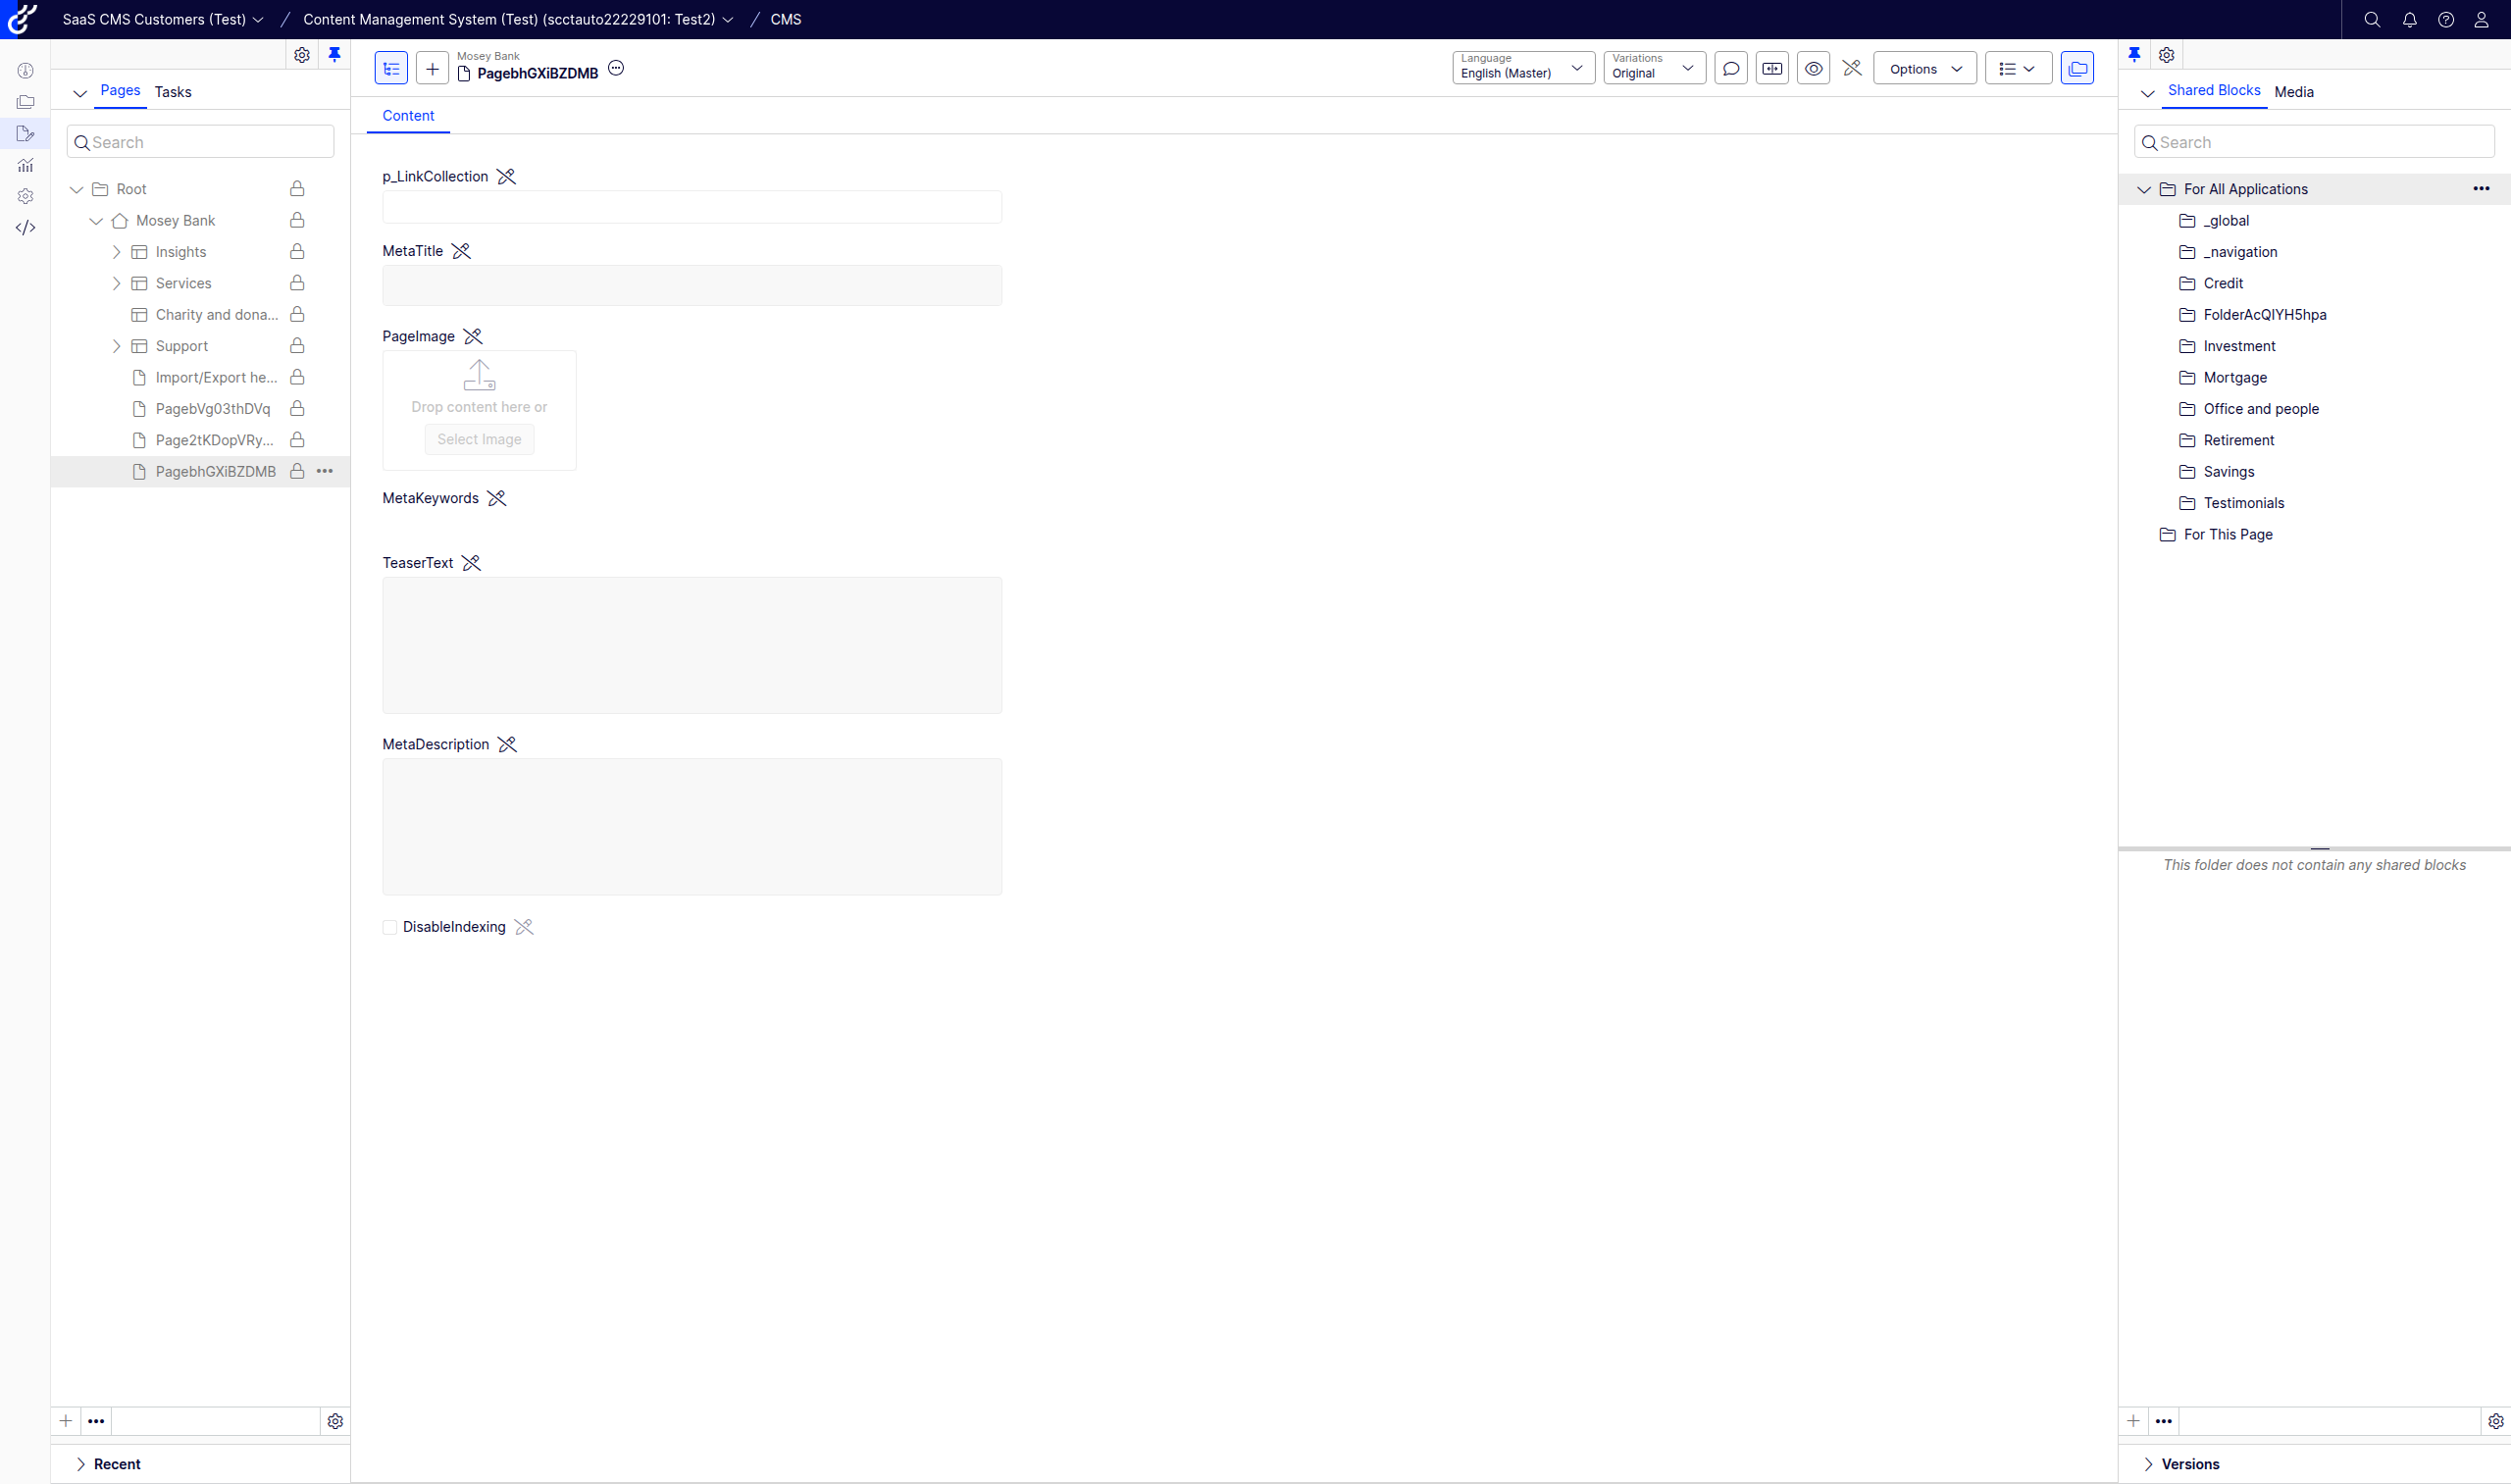 SaaS CMS Customers (Test) / Content Management System (Test) (scctauto22229101: Test2) / CMS
Pages Tasks
Search
Root
Mosey Bank
Insights
Services
Charity and dona...
Support
Import/Export he...
PagebVg03thDVq
Page2tKDopVRy...
PagebhGXiBZDMB
Recent
Mosey Bank
PagebhGXiBZDMB
Language
English (Master)
Variations
Original
Options
Content
p_LinkCollection
MetaTitle
PageImage
Drop content here or
Select Image
MetaKeywords
TeaserText
MetaDescription
DisableIndexing
Shared Blocks Media
Search
For All Applications
_global
_navigation
Credit
FolderAcQIYH5hpa
Investment
Mortgage
Office and people
Retirement
Savings
Testimonials
For This Page
This folder does not contain any shared blocks
Versions